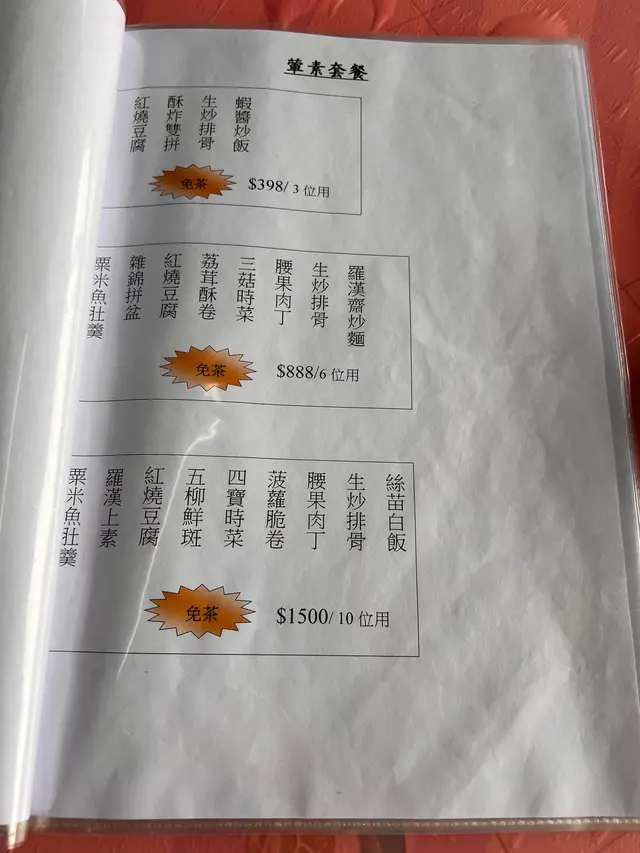 葷素套餐
紅燒豆腐
酥炸雙拼
生炒排骨
蝦醬炒飯
免茶
$398/ 3 位用
粟米魚肚羹
雜錦拼盆
紅燒豆腐
荔茸酥卷
三菇時菜
腰果肉丁
生炒排骨
羅漢齋炒麵
免茶
$888/6 位用
粟米魚肚羹
羅漢上素
紅燒豆腐
五柳鮮斑
四寶時菜
菠蘿脆卷
腰果肉丁
生炒排骨
絲苗白飯
免茶
$1500/ 10 位用